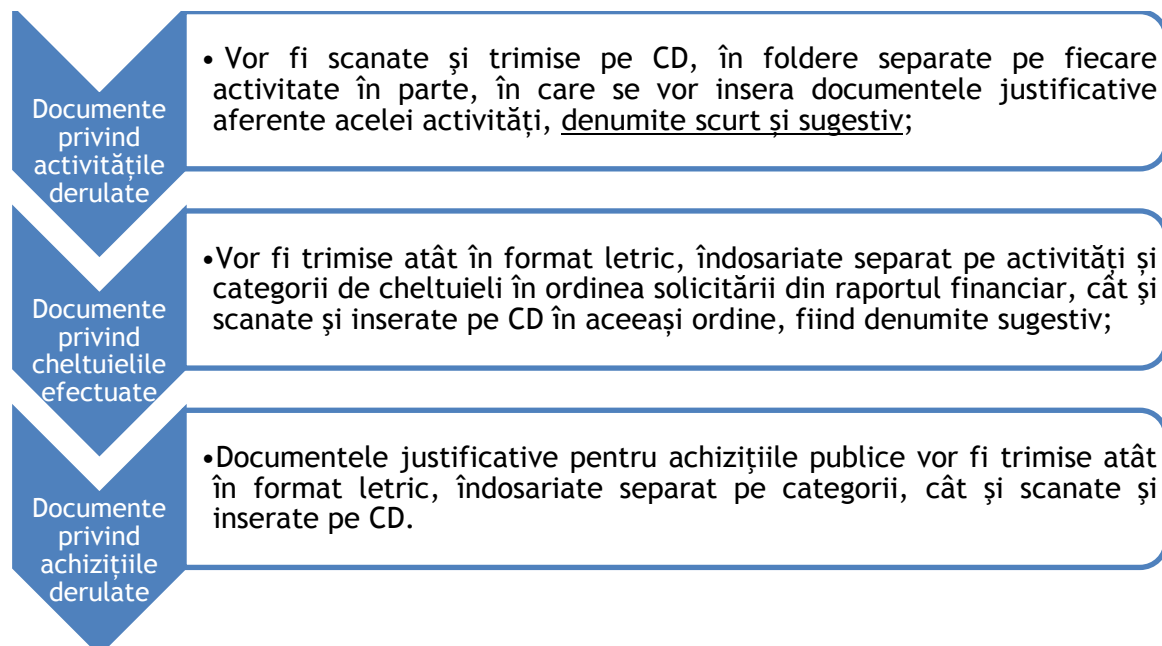 Documente
privind
activitățile
derulate
• Vor fi scanate şi trimise pe CD, în foldere separate pe fiecare
activitate în parte, în care se vor insera documentele justificative
aferente acelei activități, denumite scurt și sugestiv;
Documente
privind
cheltuielile
efectuate
•Vor fi trimise atât în format letric, îndosariate separat pe activități și
categorii de cheltuieli în ordinea solicitării din raportul financiar, cât şi
scanate şi inserate pe CD în aceeași ordine, fiind denumite sugestiv;
Documente
privind
achizițiile
derulate
•Documentele justificative pentru achiziţiile publice vor fi trimise atât
în format letric, îndosariate separat pe categorii, cât şi scanate şi
inserate pe CD.